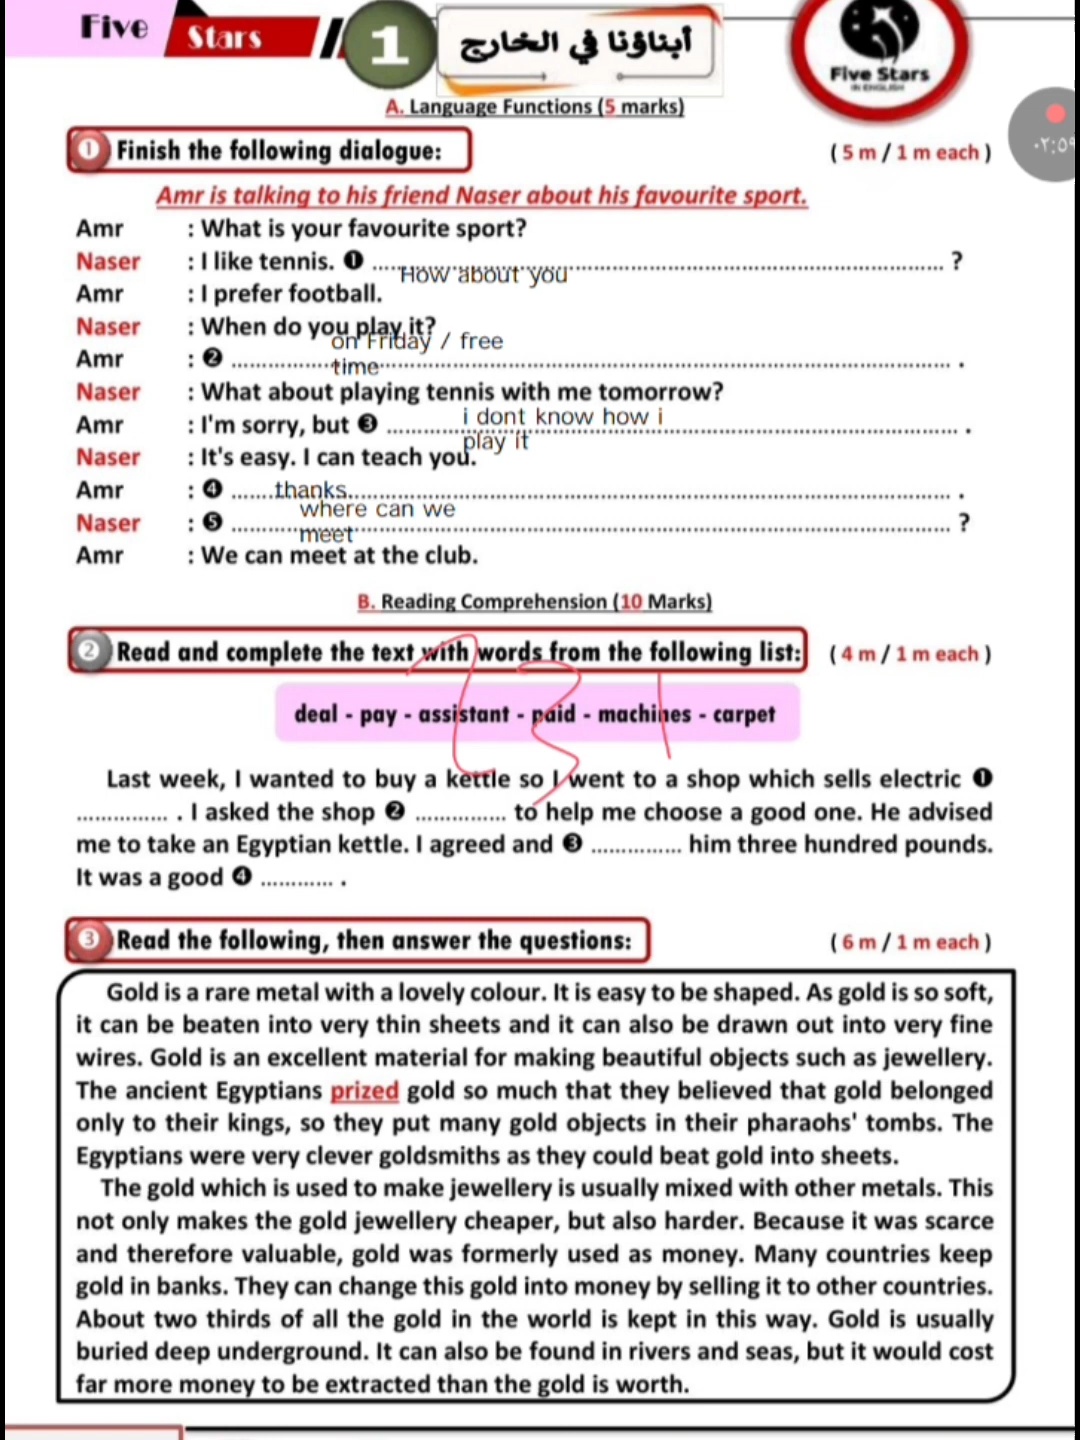 Five Stars
1
أبناؤنا في الخارج
Five Stars
IN ENGLISH
A. Language Functions (5 marks)
1 Finish the following dialogue: ( 5 m / 1 m each )
٠٢:٥٩
Amr is talking to his friend Naser about his favourite sport.
Amr : What is your favourite sport?
Naser : I like tennis. ❶ ........................ ?
How about you
Amr : I prefer football.
Naser : When do you play it?
on Friday / free
Amr : ❷ ........................ .
time
Naser : What about playing tennis with me tomorrow?
i dont know how i
Amr : I'm sorry, but ❸ ........................ .
play it
Naser : It's easy. I can teach you.
Amr : ❹ .......thanks........................ .
where can we
Naser : ❺ ........................ ?
meet
Amr : We can meet at the club.
B. Reading Comprehension (10 Marks)
2 Read and complete the text with words from the following list: ( 4 m / 1 m each )
2 3 1
deal - pay - assistant - paid - machines - carpet
Last week, I wanted to buy a kettle so I went to a shop which sells electric ❶
............... . I asked the shop ❷ ............... to help me choose a good one. He advised
me to take an Egyptian kettle. I agreed and ❸ ............... him three hundred pounds.
It was a good ❹ ............ .
3 Read the following, then answer the questions: ( 6 m / 1 m each )
Gold is a rare metal with a lovely colour. It is easy to be shaped. As gold is so soft,
it can be beaten into very thin sheets and it can also be drawn out into very fine
wires. Gold is an excellent material for making beautiful objects such as jewellery.
The ancient Egyptians prized gold so much that they believed that gold belonged
only to their kings, so they put many gold objects in their pharaohs' tombs. The
Egyptians were very clever goldsmiths as they could beat gold into sheets.
The gold which is used to make jewellery is usually mixed with other metals. This
not only makes the gold jewellery cheaper, but also harder. Because it was scarce
and therefore valuable, gold was formerly used as money. Many countries keep
gold in banks. They can change this gold into money by selling it to other countries.
About two thirds of all the gold in the world is kept in this way. Gold is usually
buried deep underground. It can also be found in rivers and seas, but it would cost
far more money to be extracted than the gold is worth.